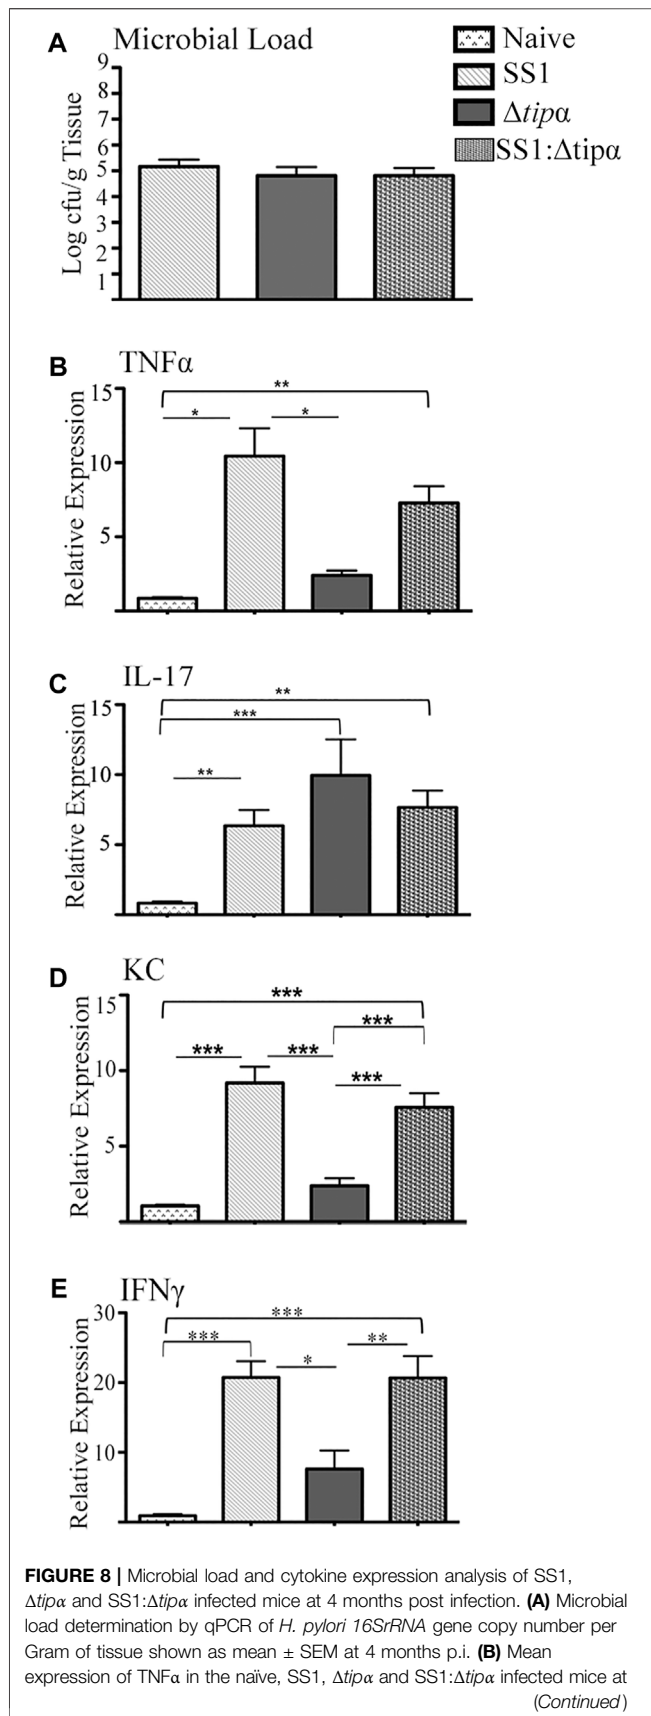 A Microbial Load
Naive
SS1
Δtipα
SS1:Δtipα
Log cfu/g Tissue
9
8
7
6
5
4
3
2
1
B TNFα
Relative Expression
15
10
5
**
* *
C IL-17
Relative Expression
15
10
5
**
***
**
D KC
Relative Expression
15
10
5
***
***
*** ***
***
E IFNγ
Relative Expression
30
20
10
***
*** **
*
FIGURE 8 | Microbial load and cytokine expression analysis of SS1,
Δtipα and SS1:Δtipα infected mice at 4 months post infection. (A) Microbial
load determination by qPCR of H. pylori 16SrRNA gene copy number per
Gram of tissue shown as mean ± SEM at 4 months p.i. (B) Mean
expression of TNFα in the naïve, SS1, Δtipα and SS1:Δtipα infected mice at
(Continued)